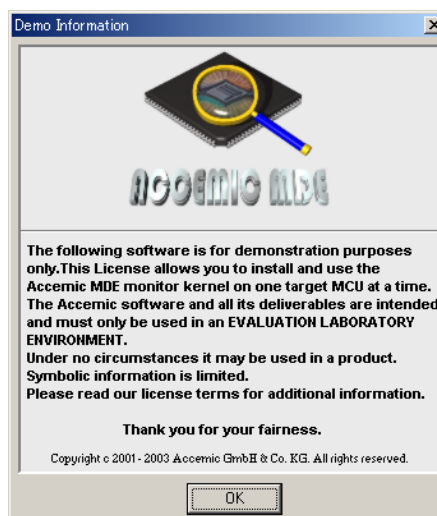 Demo Information
ACCEMIC MDE
The following software is for demonstration purposes
only.This License allows you to install and use the
Accemic MDE monitor kernel on one target MCU at a time.
The Accemic software and all its deliverables are intended
and must only be used in an EVALUATION LABORATORY
ENVIRONMENT.
Under no circumstances it may be used in a product.
Symbolic information is limited.
Please read our license terms for additional information.
Thank you for your fairness.
Copyright c 2001 - 2003 Accemic GmbH & Co. KG. All rights reserved.
OK